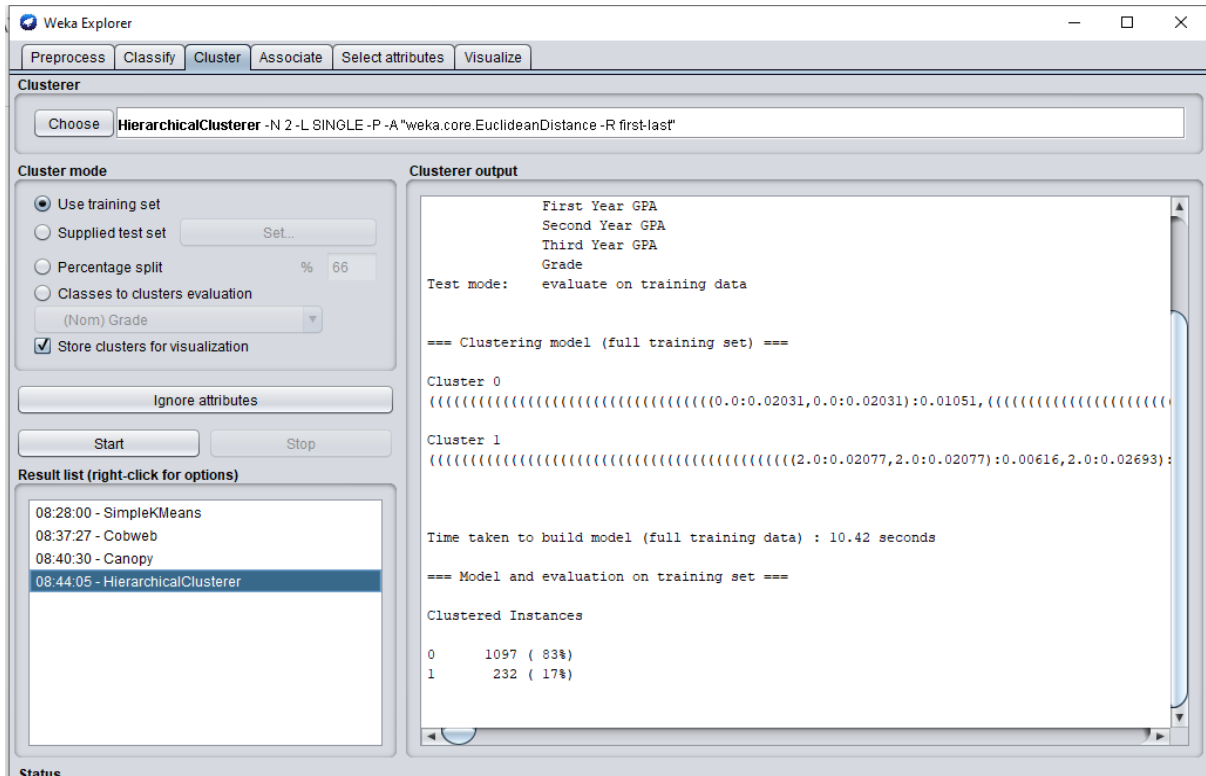 Weka Explorer
Preprocess Classify Cluster Associate Select attributes Visualize
Clusterer
Choose HierarchicalClusterer -N 2 -L SINGLE -P -A "weka.core.EuclideanDistance -R first-last"
Cluster mode
Use training set
Supplied test set Set...
Percentage split % 66
Classes to clusters evaluation
(Nom) Grade
Store clusters for visualization
Ignore attributes
Start Stop
Result list (right-click for options)
08:28:00 - SimpleKMeans
08:37:27 - Cobweb
08:40:30 - Canopy
08:44:05 - HierarchicalClusterer
Clusterer output
First Year GPA
Second Year GPA
Third Year GPA
Grade
Test mode: evaluate on training data
=== Clustering model (full training set) ===
Cluster 0
(((((((((((((((((((((((((((((((((((0.0:0.02031,0.0:0.02031):0.01051,(((((((((((((((((((((((
Cluster 1
(((((((((((((((((((((((((((((((((((((((((((((2.0:0.02077,2.0:0.02077):0.00616,2.0:0.02693):
Time taken to build model (full training data) : 10.42 seconds
=== Model and evaluation on training set ===
Clustered Instances
0 1097 ( 83%)
1 232 ( 17%)
Status